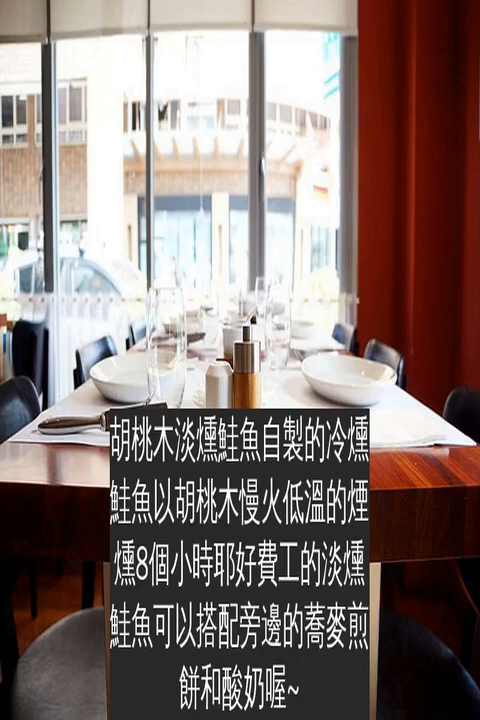 胡桃木淡燻鮭魚自製的冷燻
鮭魚以胡桃木慢火低溫的煙
燻8個小時耶好費工的淡燻
鮭魚可以搭配旁邊的蕎麥煎
餅和酸奶喔~